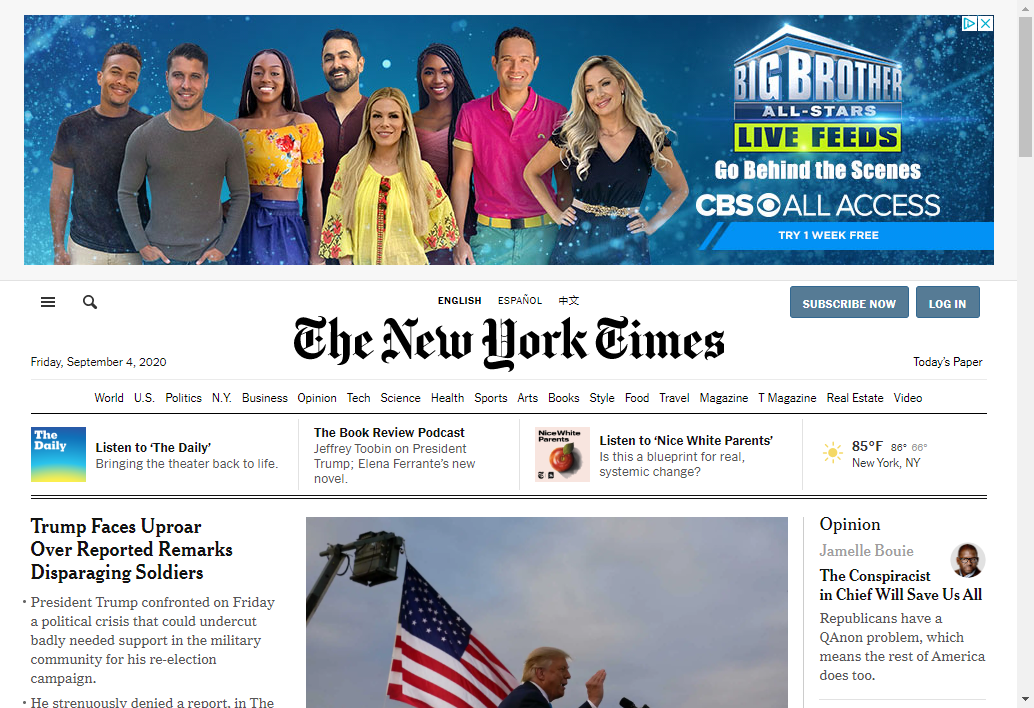 BIG BROTHER
ALL-STARS
LIVE FEEDS
Go Behind the Scenes
CBS ALL ACCESS
TRY 1 WEEK FREE
ENGLISH ESPAÑOL 中文
SUBSCRIBE NOW LOG IN
The New York Times
Friday, September 4, 2020
Today's Paper
World U.S. Politics N.Y. Business Opinion Tech Science Health Sports Arts Books Style Food Travel Magazine T Magazine Real Estate Video
The
Daily
Listen to ‘The Daily’
Bringing the theater back to life.
The Book Review Podcast
Jeffrey Toobin on President
Trump; Elena Ferrante's new
novel.
Nice White
Parents
Listen to ‘Nice White Parents’
Is this a blueprint for real,
systemic change?
85°F 86° 66°
New York, NY
Trump Faces Uproar
Over Reported Remarks
Disparaging Soldiers
• President Trump confronted on Friday
a political crisis that could undercut
badly needed support in the military
community for his re-election
campaign.
• He strenuously denied a report, in The
Opinion
Jamelle Bouie
The Conspiracist
in Chief Will Save Us All
Republicans have a
QAnon problem, which
means the rest of America
does too.